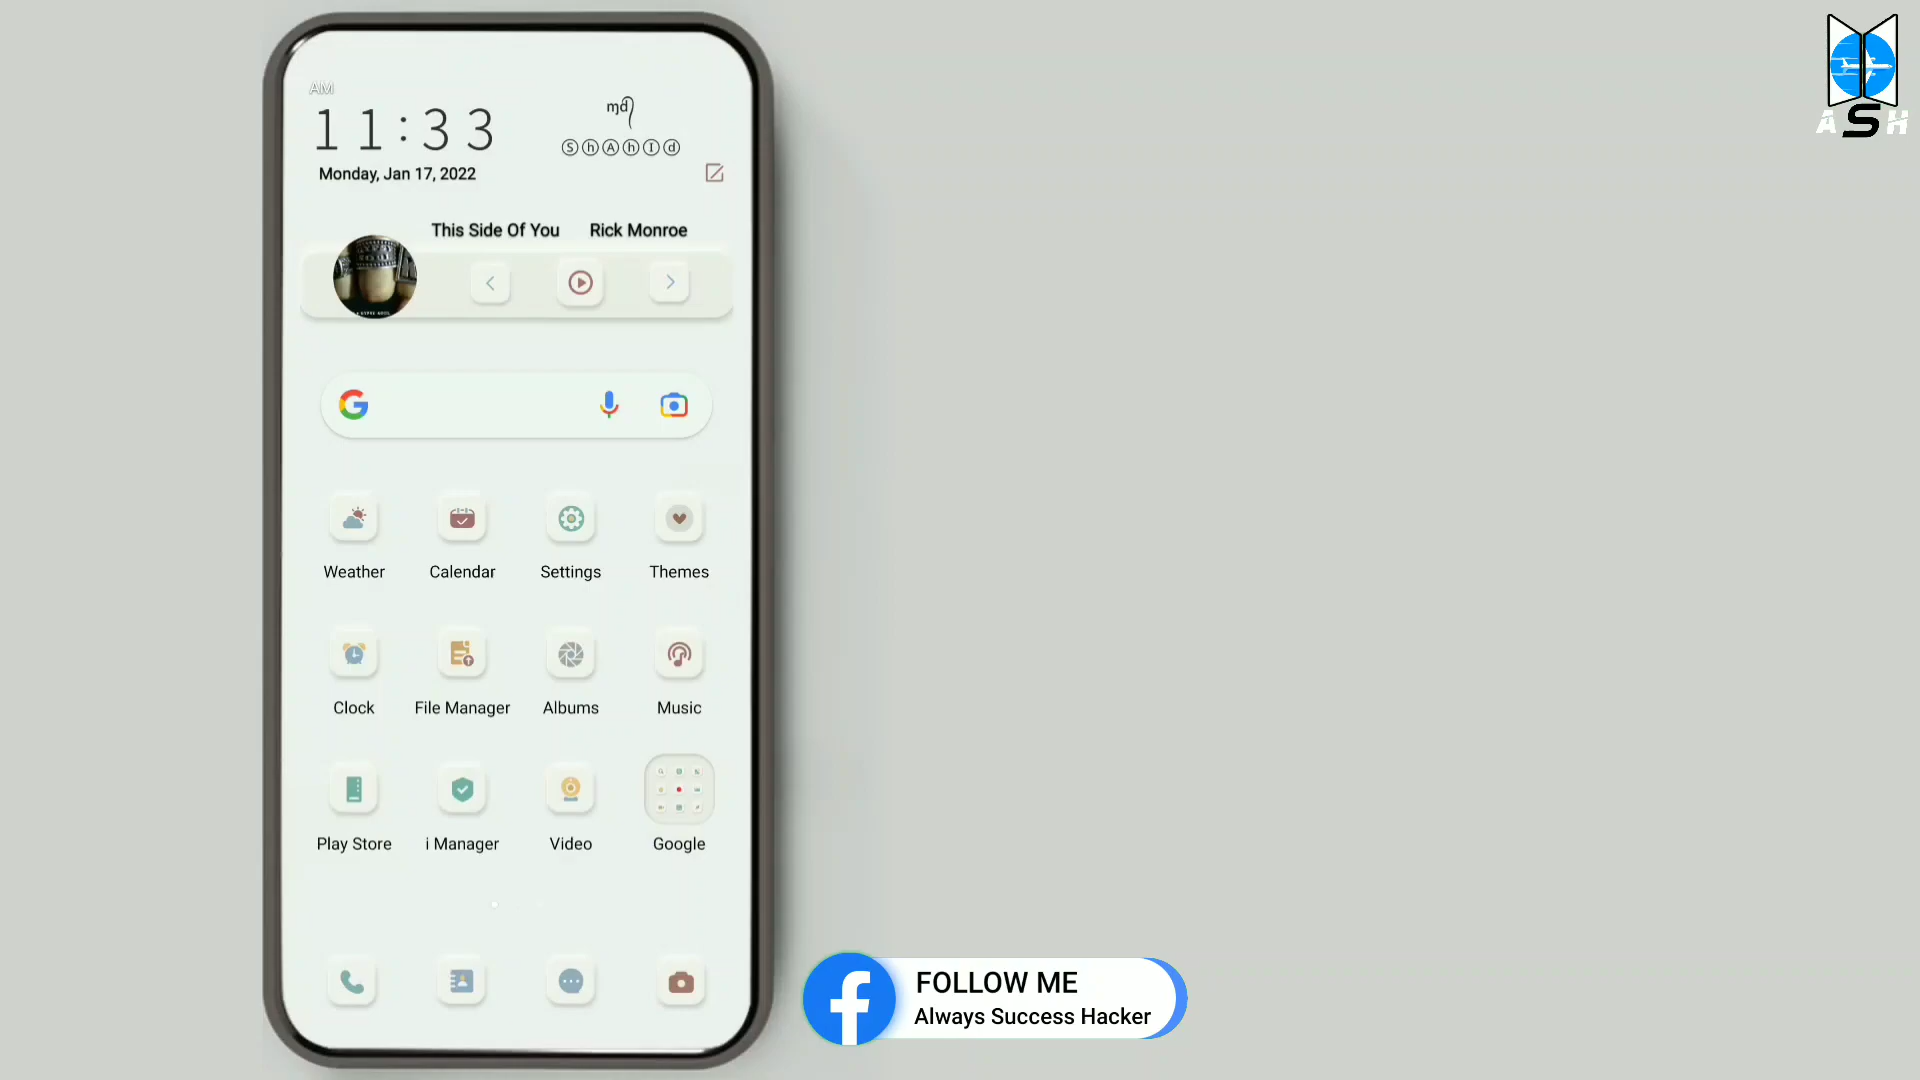 AM
11:33
Monday, Jan 17, 2022
ɱd
ⓈⓗⒶⓗⒾⓓ
This Side Of You Rick Monroe
Weather Calendar Settings Themes
Clock File Manager Albums Music
Play Store i Manager Video Google
FOLLOW ME
Always Success Hacker
ASH